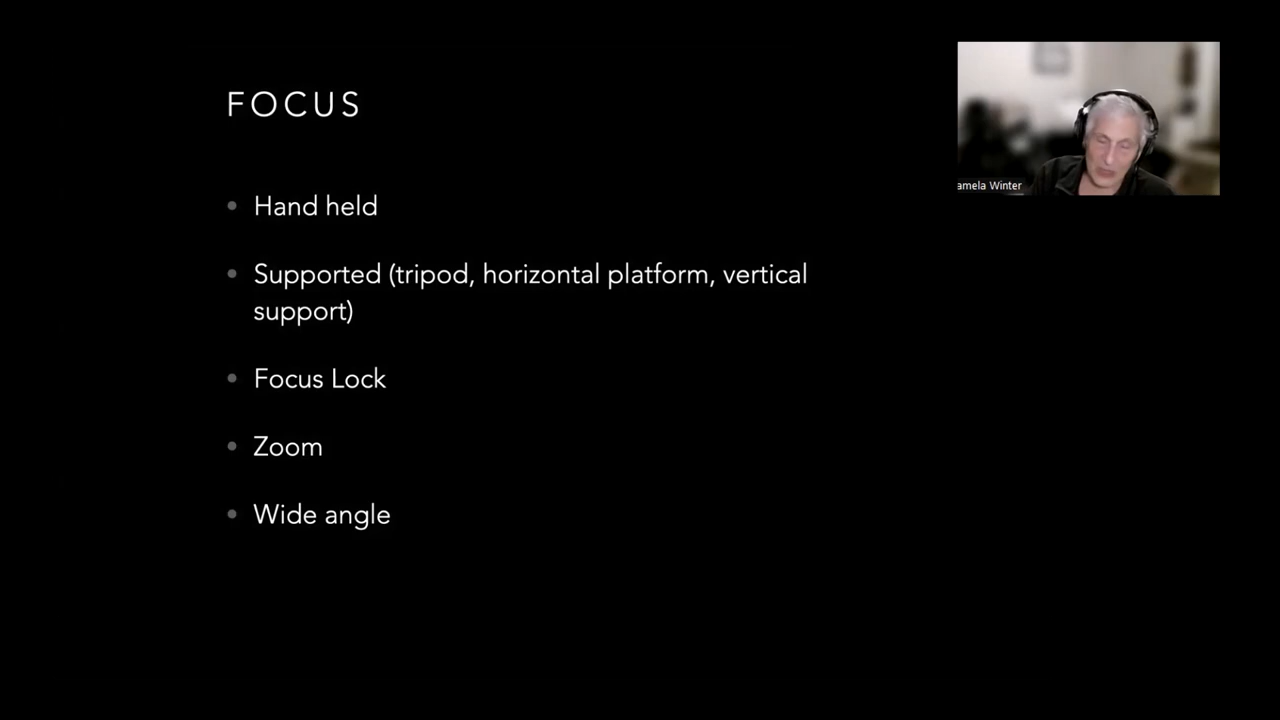 FOCUS
amela Winter
Hand held
Supported (tripod, horizontal platform, vertical
support)
Focus Lock
Zoom
Wide angle